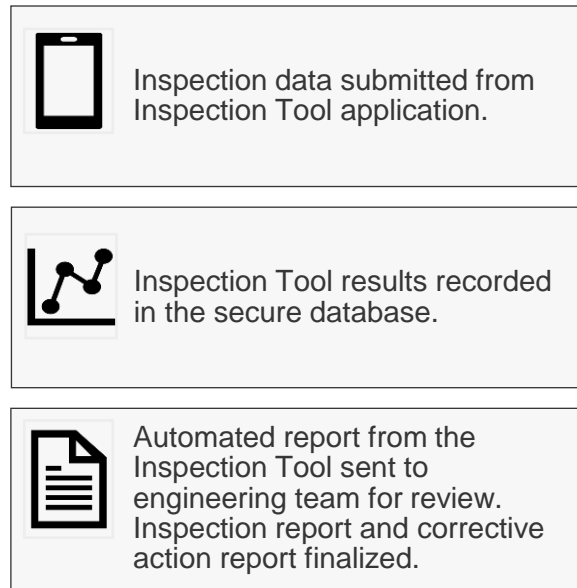 Inspection data submitted from
Inspection Tool application.
Inspection Tool results recorded
in the secure database.
Automated report from the
Inspection Tool sent to
engineering team for review.
Inspection report and corrective
action report finalized.